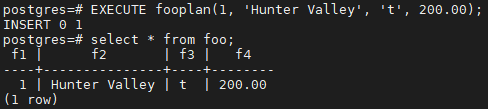 postgres=# EXECUTE fooplan(1, 'Hunter Valley', 't', 200.00);
INSERT 0 1
postgres=# select * from foo;
 f1 |      f2       | f3 |   f4
----+---------------+----+--------
  1 | Hunter Valley | t  | 200.00
(1 row)